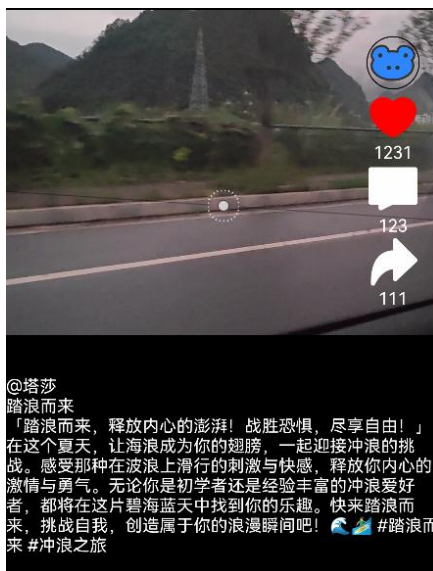 1231
123
111
@塔莎
踏浪而来
「踏浪而来，释放内心的澎湃！战胜恐惧，尽享自由！」
在这个夏天，让海浪成为你的翅膀，一起迎接冲浪的挑
战。感受那种在波浪上滑行的刺激与快感，释放你内心的
激情与勇气。无论你是初学者还是经验丰富的冲浪爱好
者，都将在这片碧海蓝天中找到你的乐趣。快来踏浪而
来，挑战自我，创造属于你的浪漫瞬间吧！🌊🏄 #踏浪而
来 #冲浪之旅